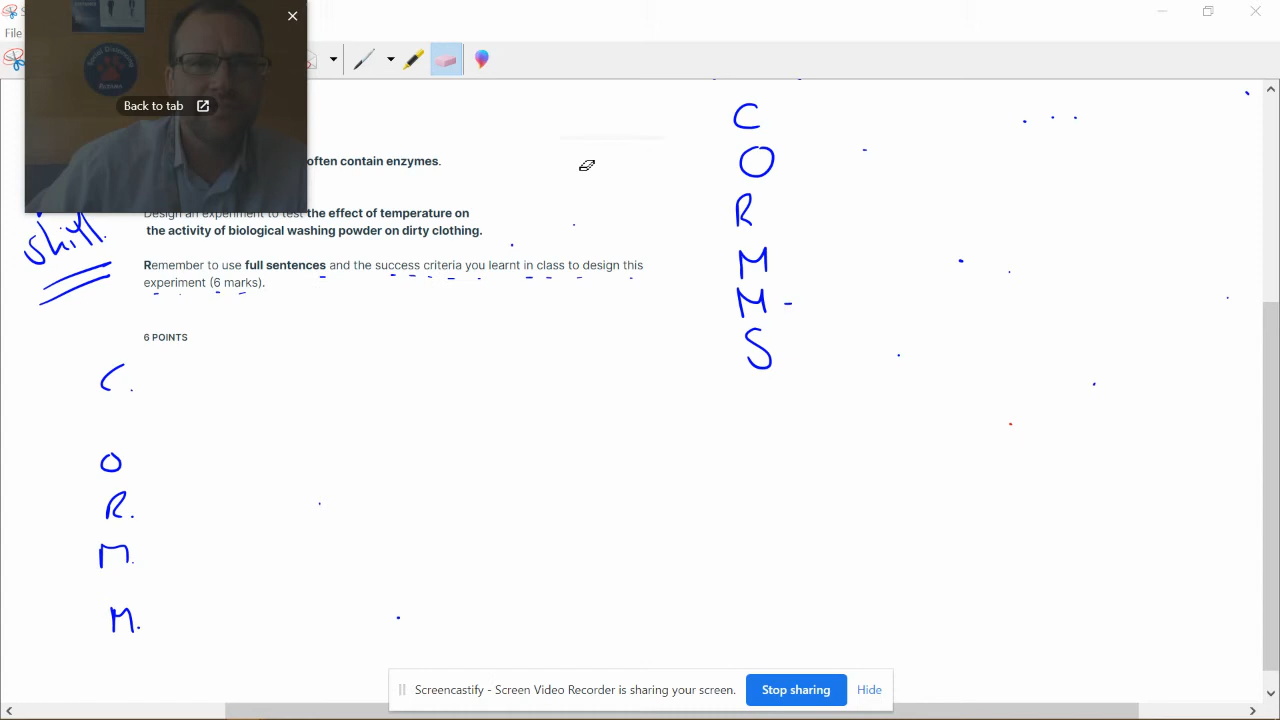 File
Back to tab
often contain enzymes.
Design an experiment to test the effect of temperature on
the activity of biological washing powder on dirty clothing.
Remember to use full sentences and the success criteria you learnt in class to design this
experiment (6 marks).
6 POINTS
skill.
C.
O
R.
M.
M.
C
O
R
M
M -
S
Screencastify - Screen Video Recorder is sharing your screen.
Stop sharing
Hide